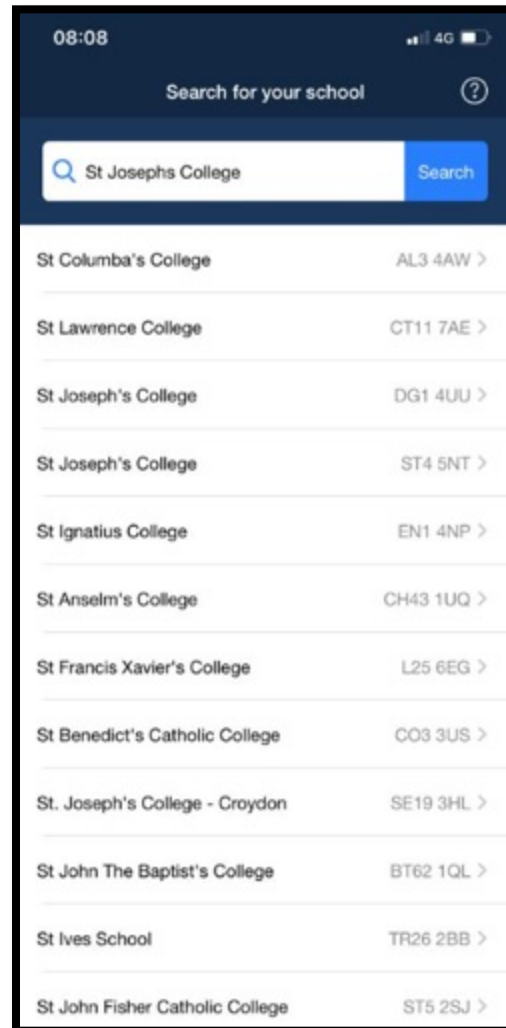 08:08 4G
Search for your school ?
St Josephs College Search
St Columba's College AL3 4AW >
St Lawrence College CT11 7AE >
St Joseph's College DG1 4UU >
St Joseph's College ST4 5NT >
St Ignatius College EN1 4NP >
St Anselm's College CH43 1UQ >
St Francis Xavier's College L25 6EG >
St Benedict's Catholic College CO3 3US >
St. Joseph's College - Croydon SE19 3HL >
St John The Baptist's College BT62 1QL >
St Ives School TR26 2BB >
St John Fisher Catholic College ST5 2SJ >